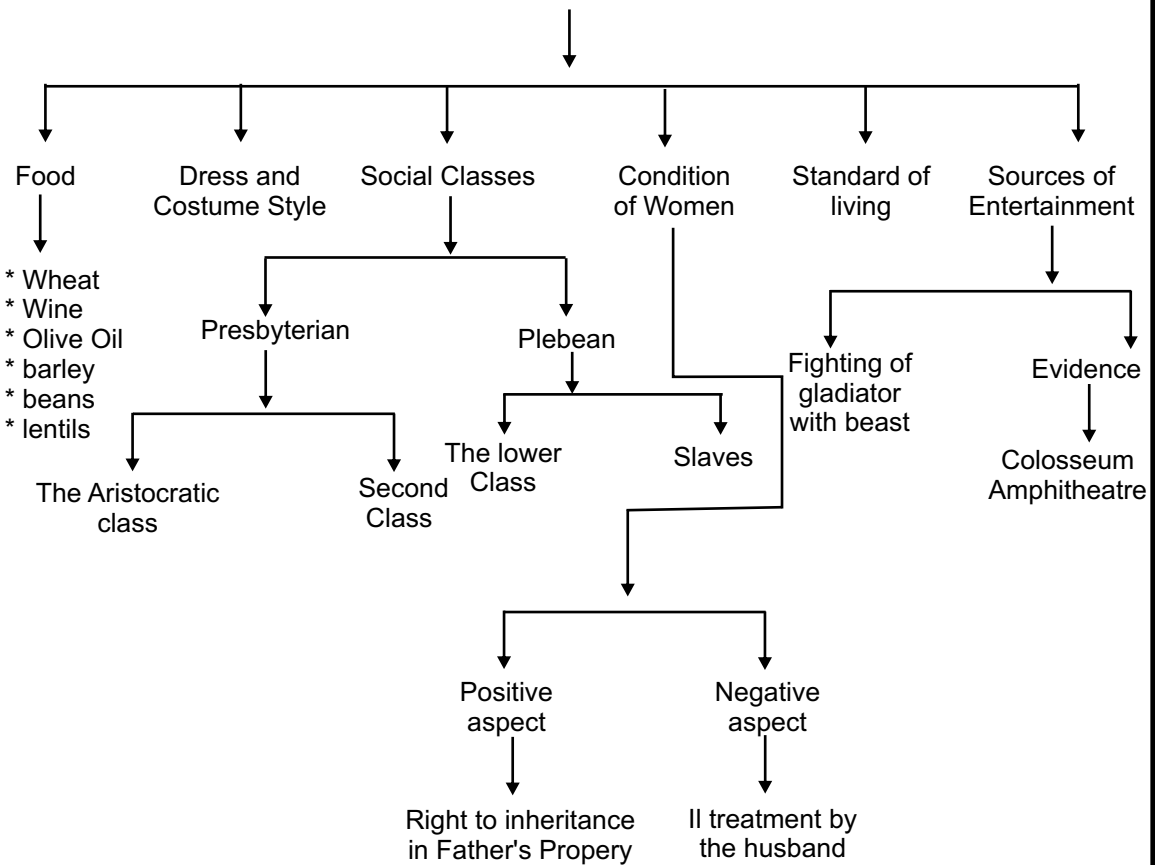 Food
Dress and
Costume Style
Social Classes
Condition
of Women
Standard of
living
Sources of
Entertainment
* Wheat
* Wine
* Olive Oil
* barley
* beans
* lentils
Presbyterian
Plebean
Fighting of
gladiator
with beast
Evidence
The Aristocratic
class
Second
Class
The lower
Class
Slaves
Colosseum
Amphitheatre
Positive
aspect
Negative
aspect
Right to inheritance
in Father's Propery
Il treatment by
the husband